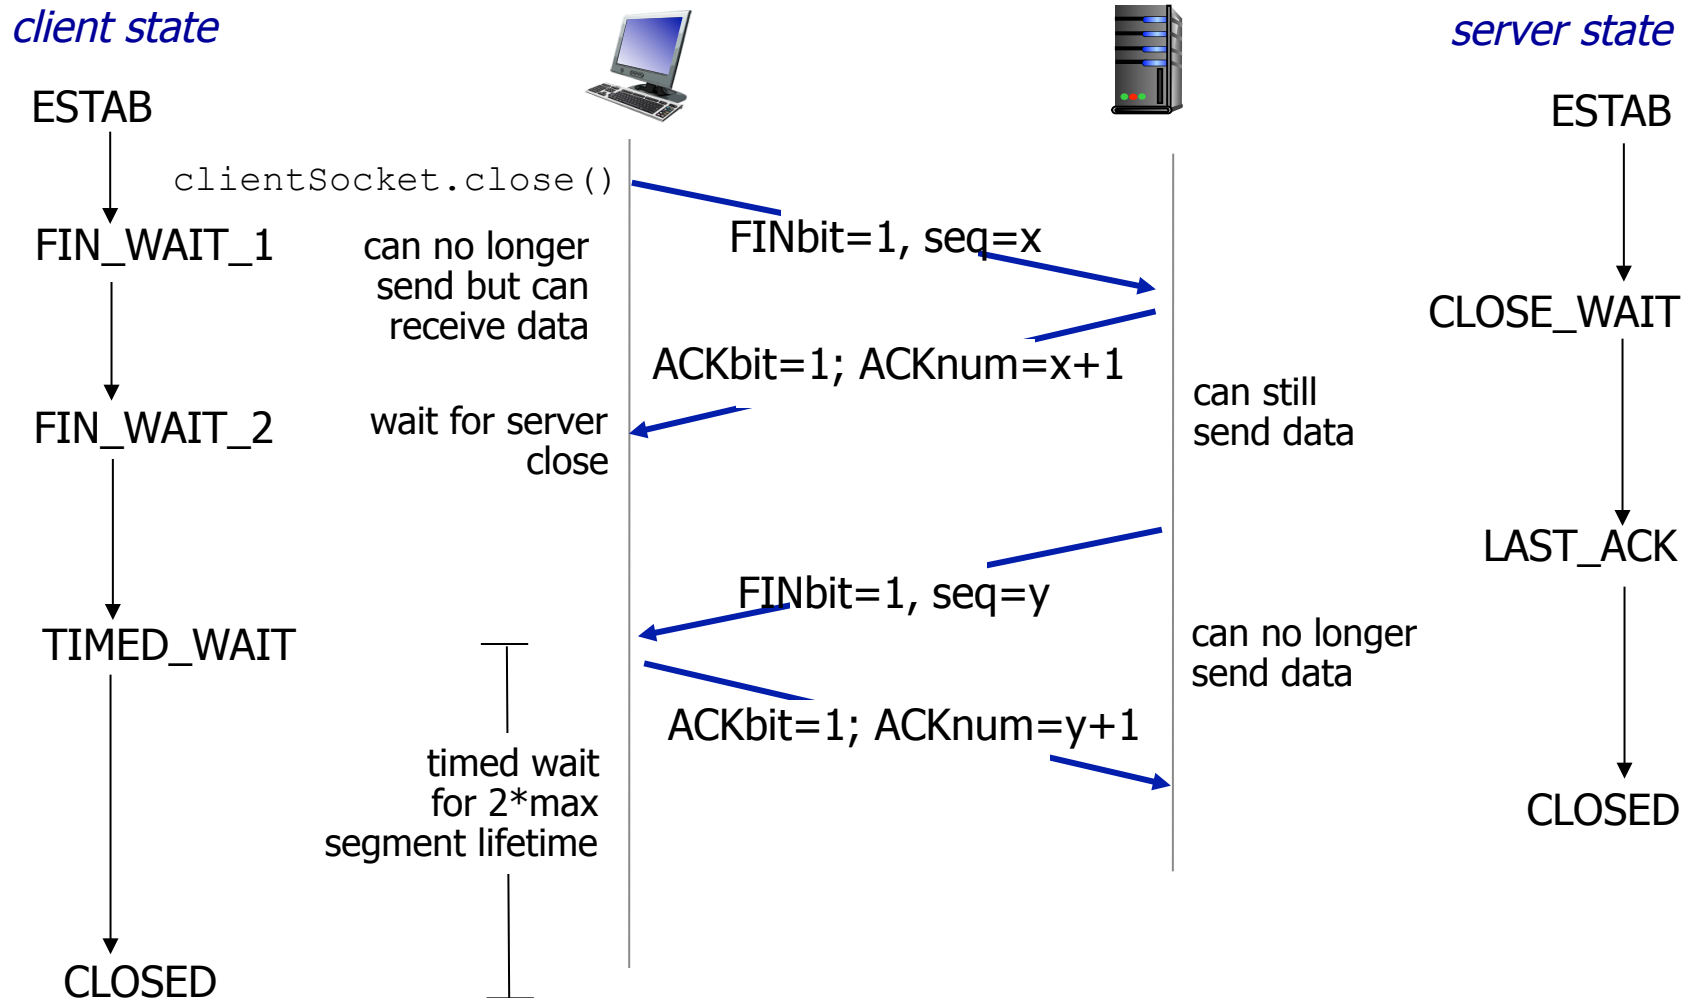 client state
server state
ESTAB
ESTAB
clientSocket.close()
FIN_WAIT_1
can no longer
send but can
receive data
FINbit=1, seq=x
CLOSE_WAIT
ACKbit=1; ACKnum=x+1
can still
send data
FIN_WAIT_2
wait for server
close
LAST_ACK
FINbit=1, seq=y
can no longer
send data
TIMED_WAIT
ACKbit=1; ACKnum=y+1
timed wait
for 2*max
segment lifetime
CLOSED
CLOSED